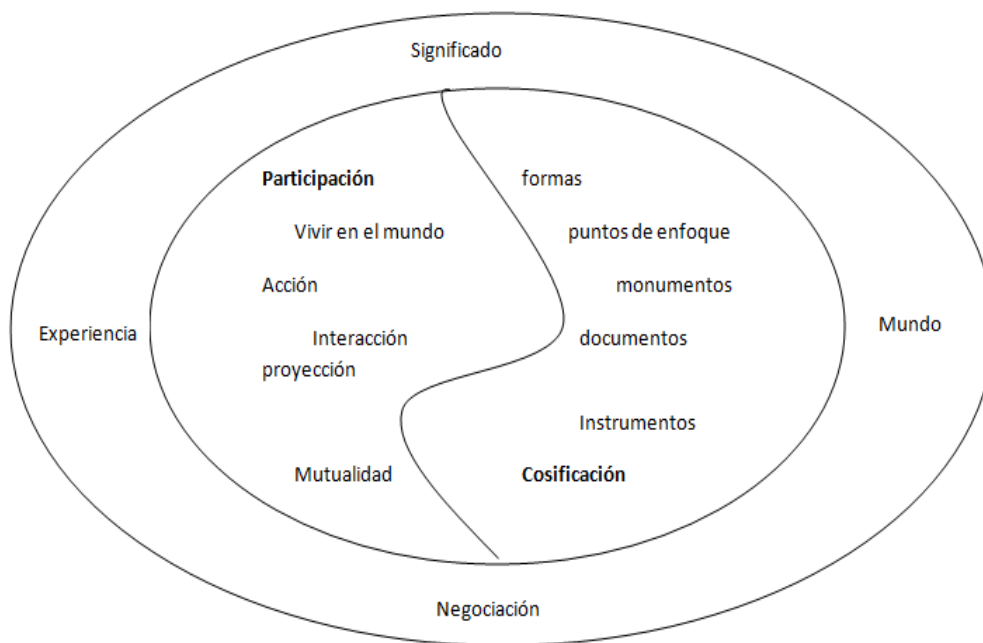 Significado
Participación
formas
Vivir en el mundo
puntos de enfoque
Acción
monumentos
Experiencia
Interacción
documentos
Mundo
proyección
Instrumentos
Mutualidad
Cosificación
Negociación